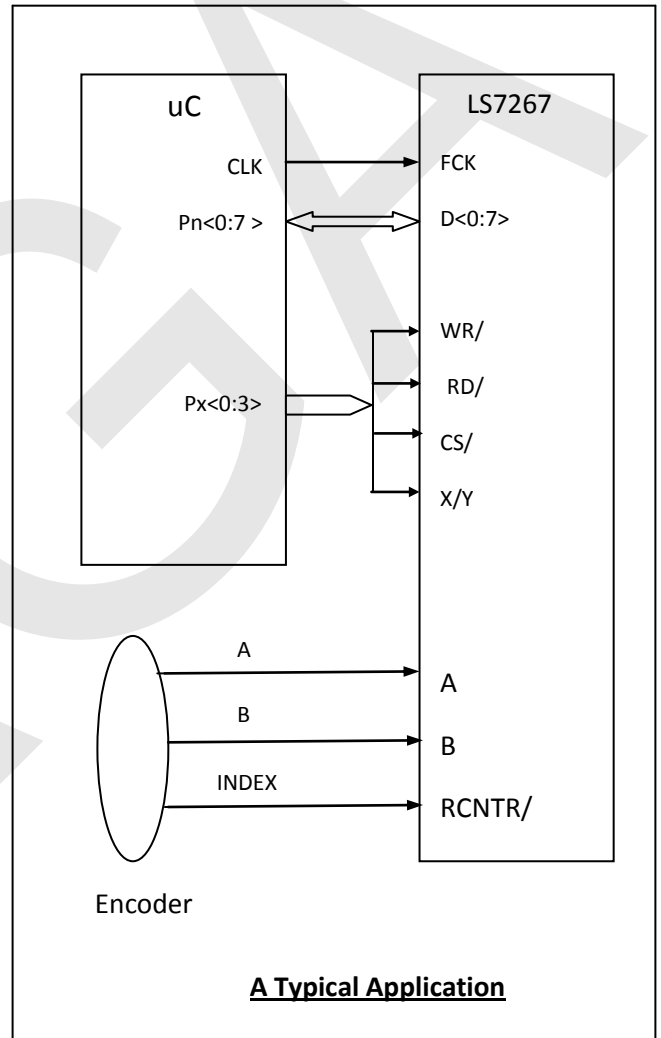 uC
LS7267
CLK
FCK
Pn<0:7 >
D<0:7>
WR/
RD/
Px<0:3>
CS/
X/Y
A
A
B
B
INDEX
RCNTR/
Encoder
A Typical Application